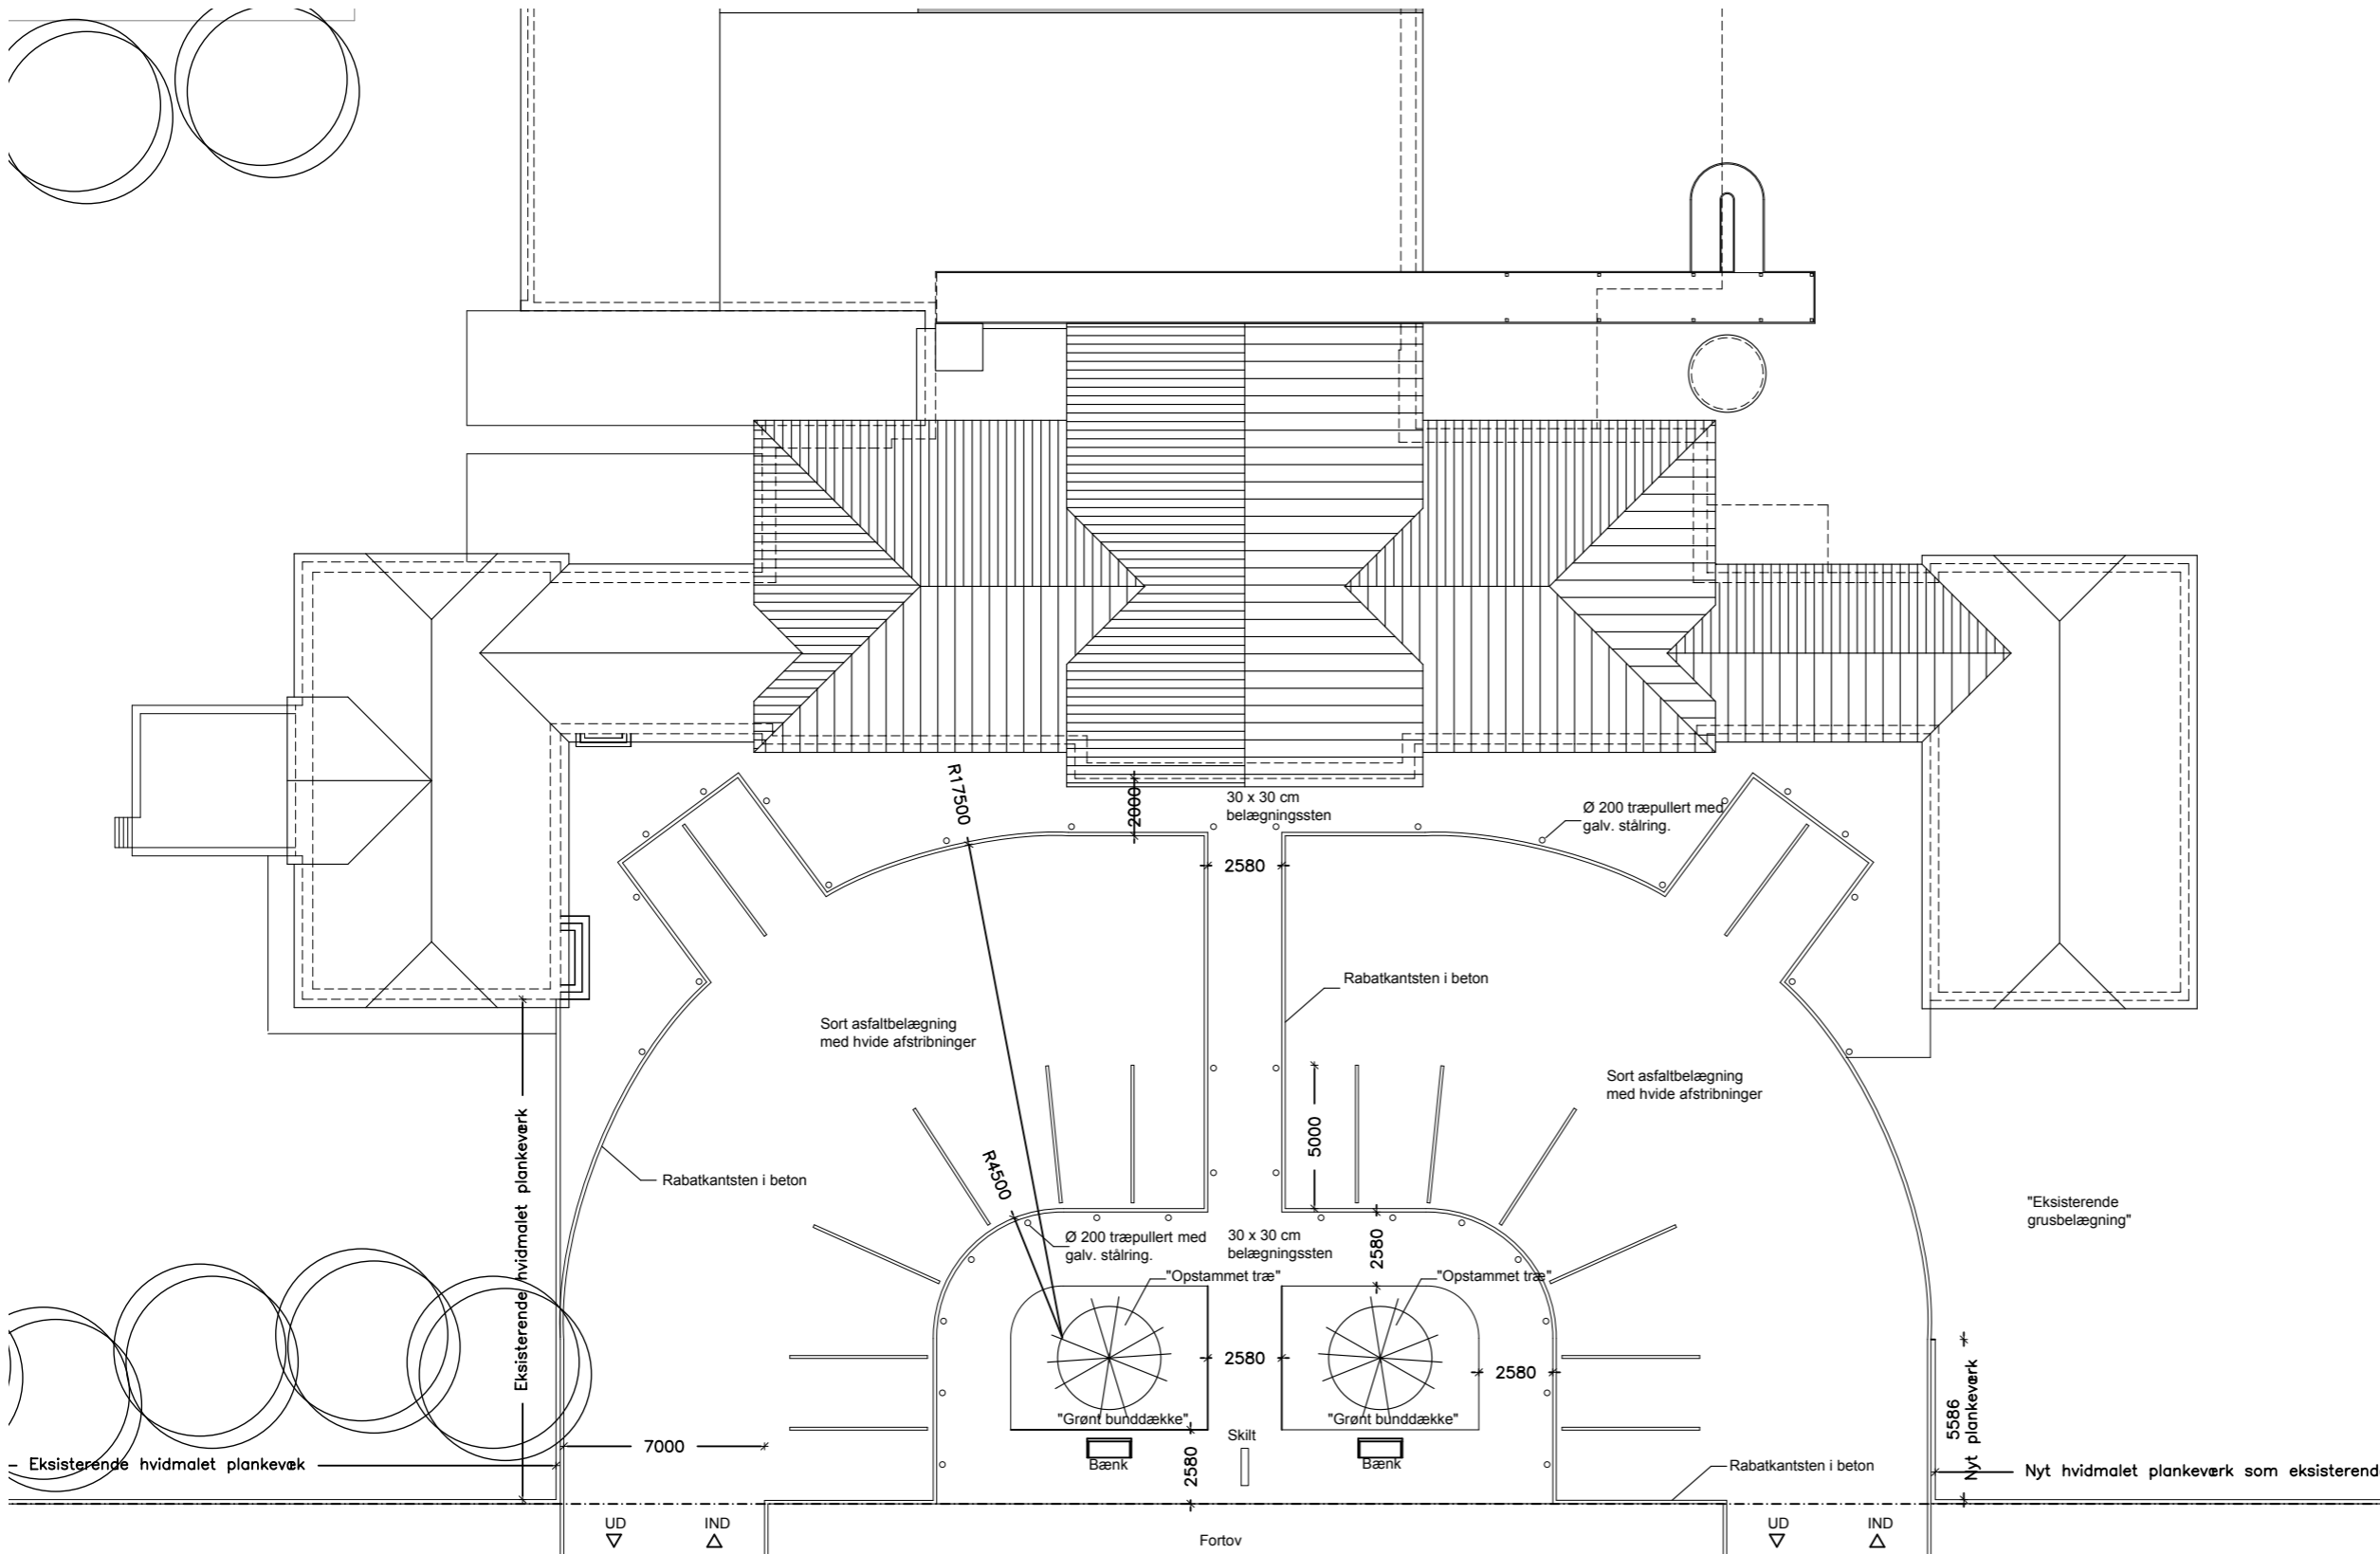 R17500
2000
30 x 30 cm
belægningssten
Ø 200 træpullert med
galv. stålring.
2580
Rabatkantsten i beton
Sort asfaltbelægning
med hvide afstribninger
Sort asfaltbelægning
med hvide afstribninger
5000
Eksisterende hvidmalet plankeværk
Rabatkantsten i beton
R4500
"Eksisterende
grusbelægning"
Ø 200 træpullert med
galv. stålring.
30 x 30 cm
belægningssten
2580
"Opstammet træ"
"Opstammet træ"
2580
2580
"Grønt bunddække"
"Grønt bunddække"
5586
Nyt plankeværk
7000
Skilt
2580
Bænk
Bænk
Eksisterende hvidmalet plankevæk
Rabatkantsten i beton
Nyt hvidmalet plankeværk som eksisterend
UD
IND
Fortov
UD
IND